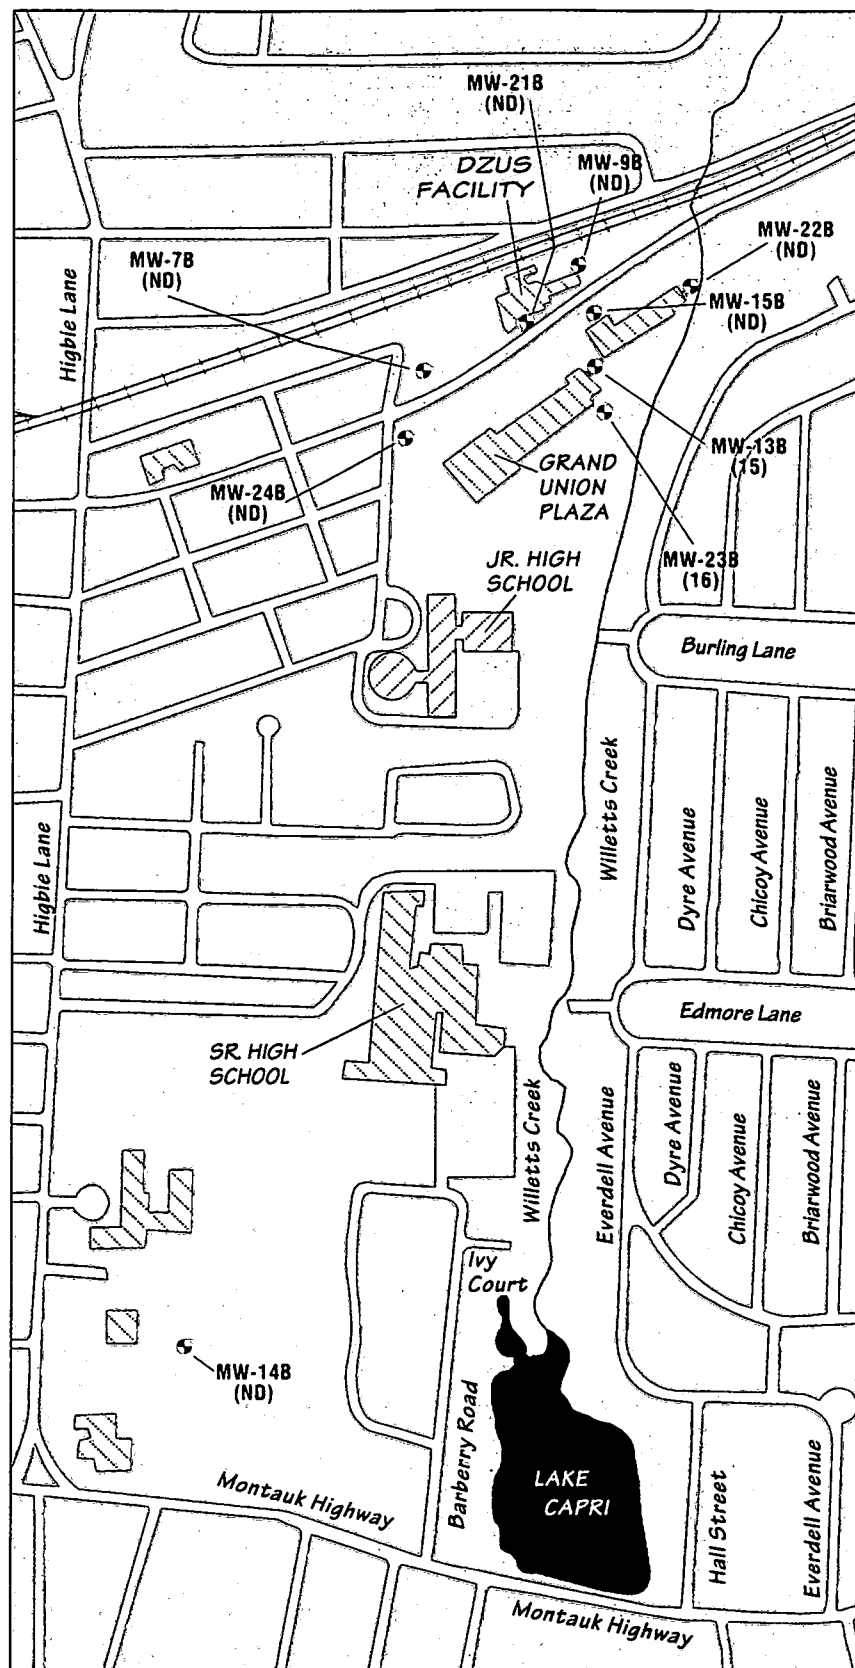 MW-21B
(ND)
DZUS
FACILITY
MW-9B
(ND)
MW-22B
(ND)
MW-7B
(ND)
MW-15B
(ND)
Higbie Lane
MW-13B
(15)
GRAND
UNION
PLAZA
MW-24B
(ND)
MW-23B
(16)
JR. HIGH
SCHOOL
Burling Lane
Willetts Creek
Dyre Avenue
Chicoy Avenue
Briarwood Avenue
Higbie Lane
Edmore Lane
SR. HIGH
SCHOOL
Willetts Creek
Everdell Avenue
Dyre Avenue
Chicoy Avenue
Briarwood Avenue
Ivy
Court
MW-14B
(ND)
Barberry Road
LAKE
CAPRI
Montauk Highway
Hall Street
Everdell Avenue
Montauk Highway